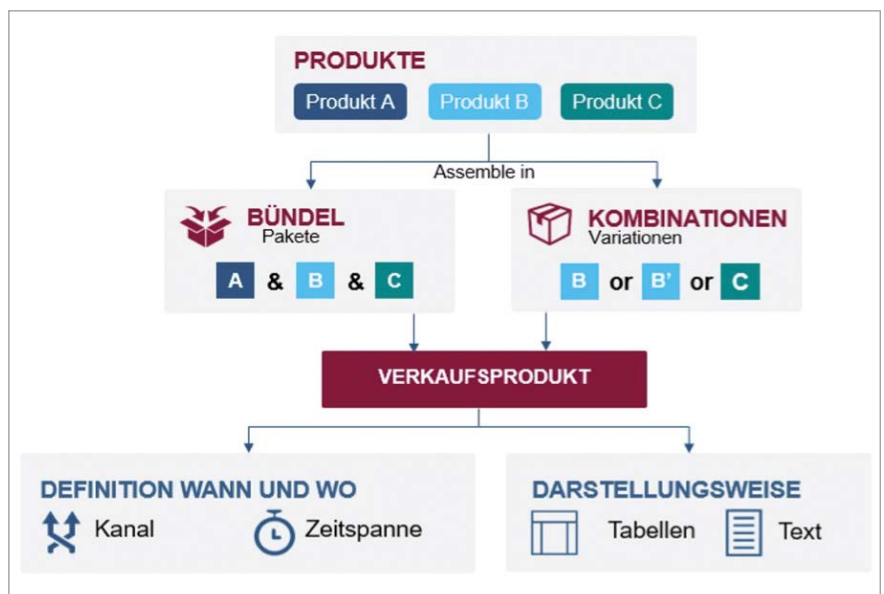 PRODUKTE
Produkt A
Produkt B
Produkt C
Assemble in
BÜNDEL
Pakete
A & B & C
KOMBINATIONEN
Variationen
B or B' or C
VERKAUFSPRODUKT
DEFINITION WANN UND WO
Kanal
Zeitspanne
DARSTELLUNGSWEISE
Tabellen
Text